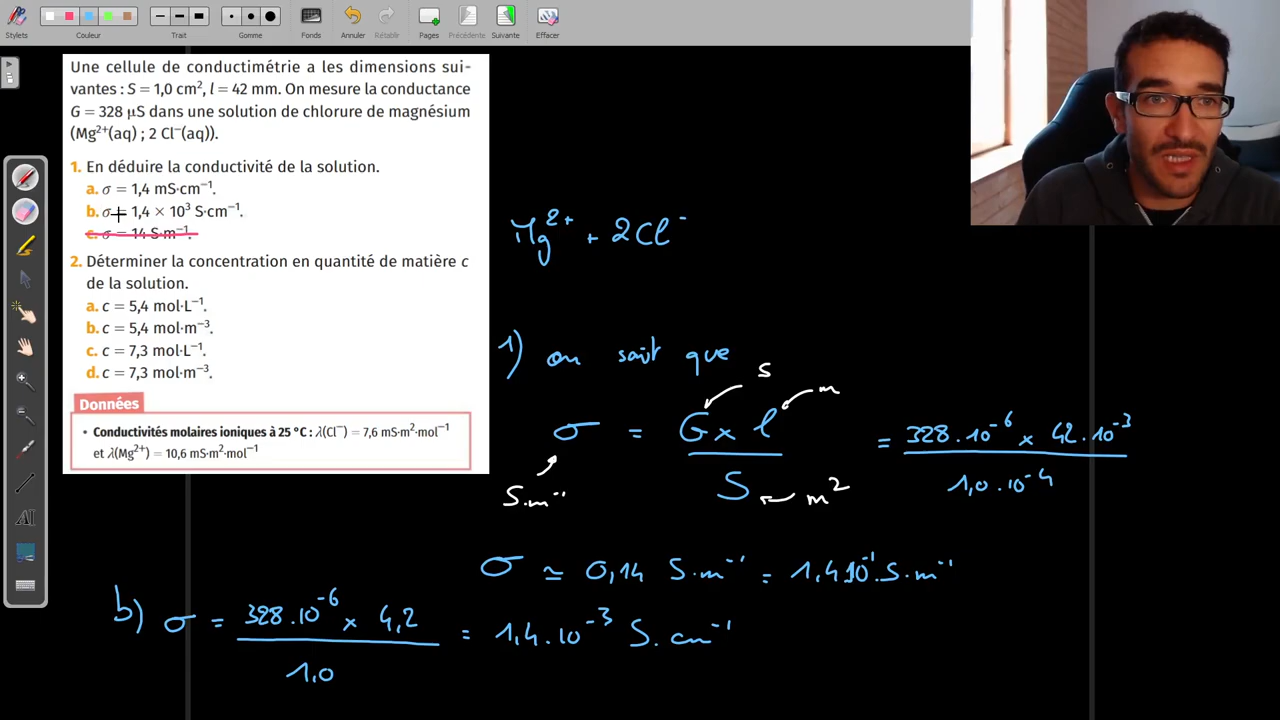 Stylets Couleur Trait Gomme Fonds Annuler Rétablir Pages Précédente Suivante Effacer
Une cellule de conductimétrie a les dimensions sui-
vantes : S = 1,0 cm², l = 42 mm. On mesure la conductance
G = 328 μS dans une solution de chlorure de magnésium
(Mg²⁺(aq) ; 2 Cl⁻(aq)).
1. En déduire la conductivité de la solution.
a. σ = 1,4 mS·cm⁻¹.
b. σ = 1,4 × 10³ S·cm⁻¹.
c. σ = 14 S·m⁻¹.
2. Déterminer la concentration en quantité de matière c
de la solution.
a. c = 5,4 mol·L⁻¹.
b. c = 5,4 mol·m⁻³.
c. c = 7,3 mol·L⁻¹.
d. c = 7,3 mol·m⁻³.
Données
• Conductivités molaires ioniques à 25 °C : λ(Cl⁻) = 7,6 mS·m²·mol⁻¹
et λ(Mg²⁺) = 10,6 mS·m²·mol⁻¹
Mg²⁺ + 2Cl⁻
1) on sait que
S m
σ = G × l = 328.10⁻⁶ × 42.10⁻³
S 1,0.10⁻⁴
S.m⁻¹ m²
σ ≃ 0,14 S.m⁻¹ = 1,4 10⁻¹.S.m⁻¹
b) σ = 328.10⁻⁶ × 4,2 = 1,4.10⁻³ S.cm⁻¹
1,0